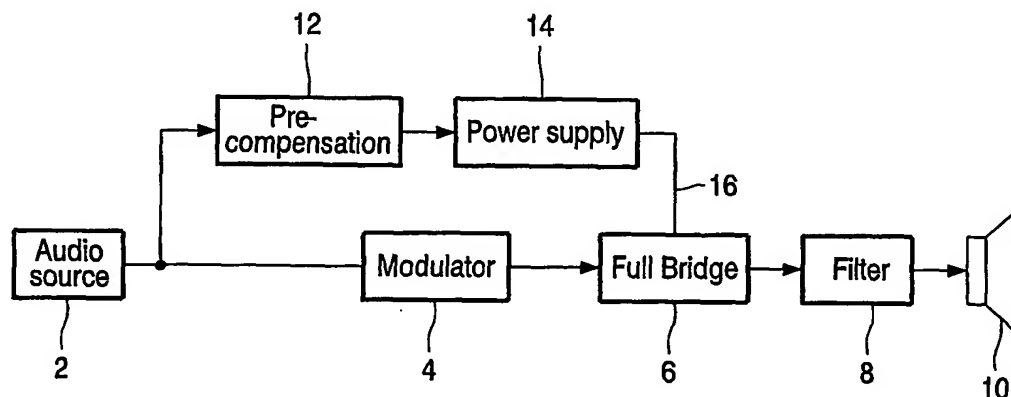 12
14
Pre-
compensation
Power supply
16
Audio
source
Modulator
Full Bridge
Filter
2
4
6
8
10